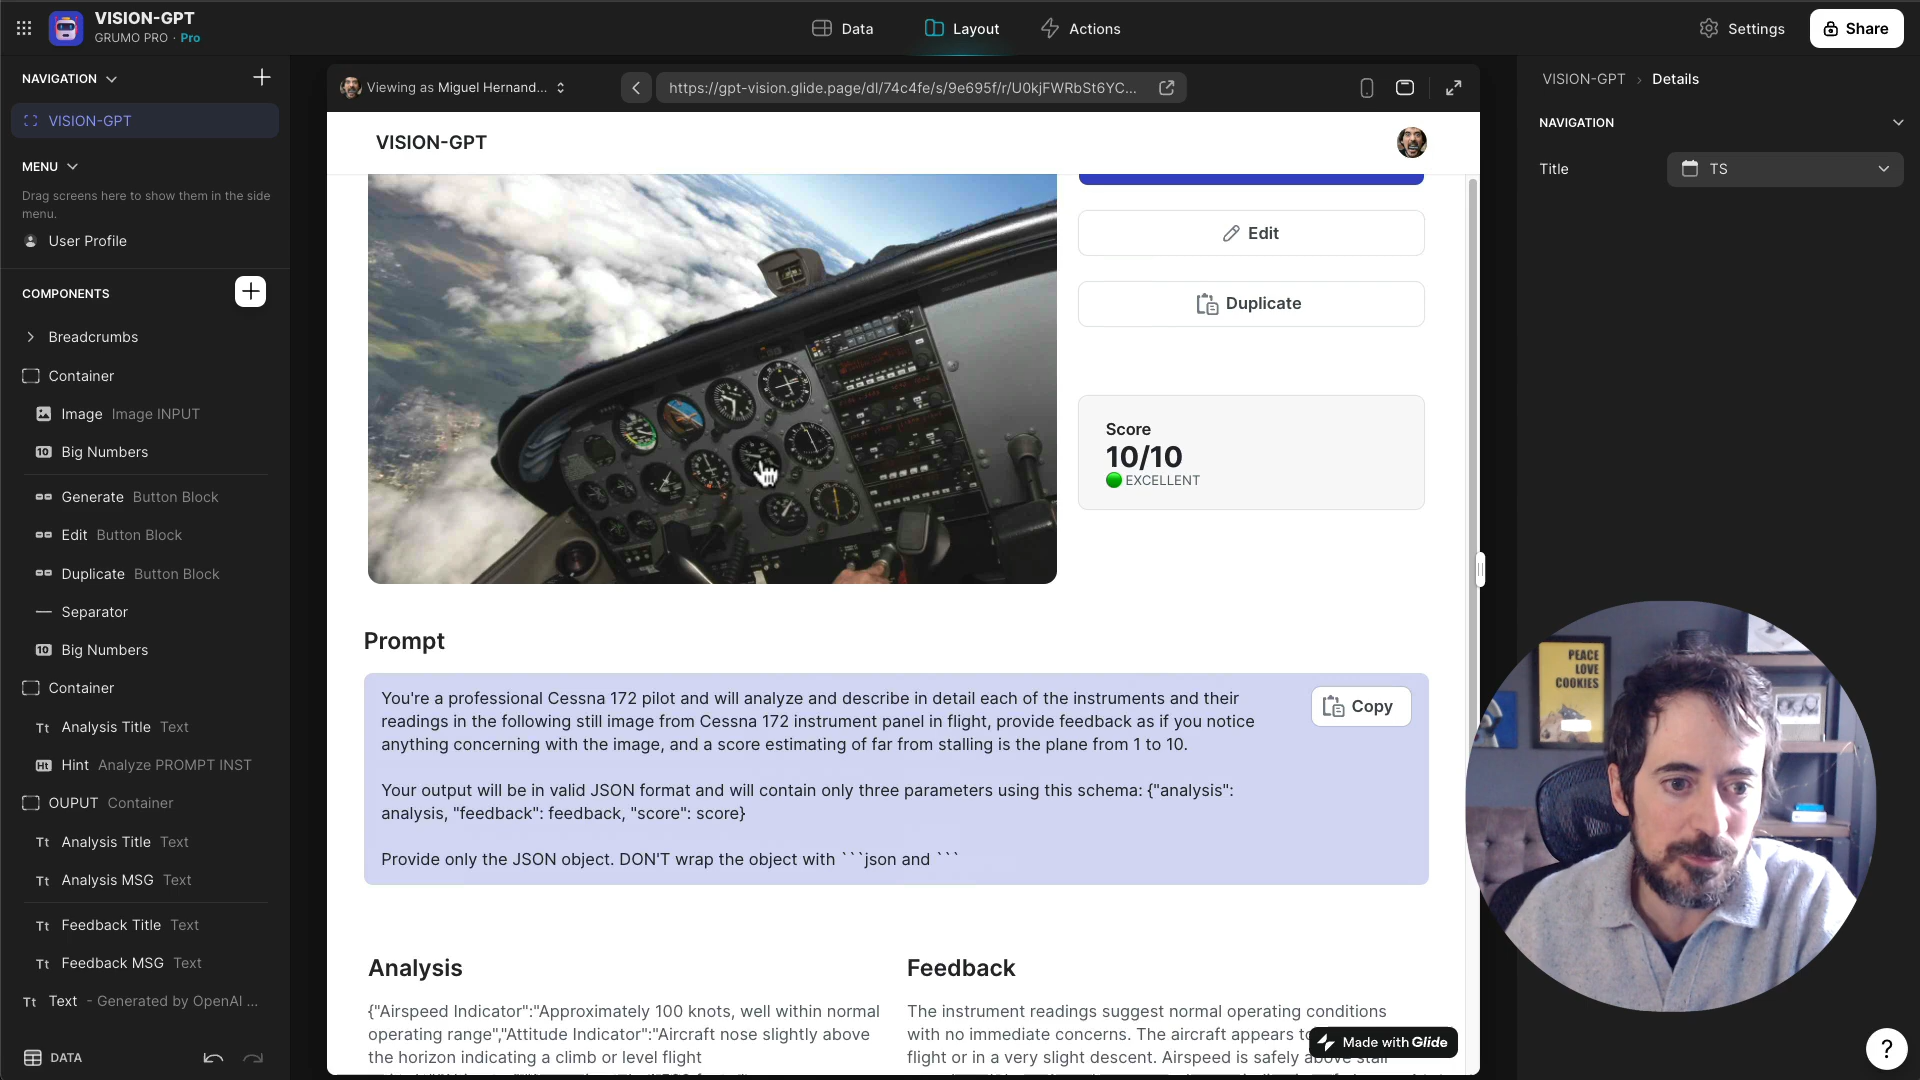 VISION-GPT
GRUMO PRO · Pro
Data
Layout
Actions
Settings
Share
NAVIGATION
VISION-GPT
MENU
Drag screens here to show them in the side
menu.
User Profile
COMPONENTS
Breadcrumbs
Container
Image Image INPUT
Big Numbers
Generate Button Block
Edit Button Block
Duplicate Button Block
Separator
Big Numbers
Container
Analysis Title Text
Hint Analyze PROMPT INST
OUPUT Container
Analysis Title Text
Analysis MSG Text
Feedback Title Text
Feedback MSG Text
Text - Generated by OpenAI ...
DATA
Viewing as Miguel Hernand...
https://gpt-vision.glide.page/dl/74c4fe/s/9e695f/r/U0kjFWRbSt6YC...
VISION-GPT
Edit
Duplicate
Score
10/10
EXCELLENT
Prompt
You're a professional Cessna 172 pilot and will analyze and describe in detail each of the instruments and their
readings in the following still image from Cessna 172 instrument panel in flight, provide feedback as if you notice
anything concerning with the image, and a score estimating of far from stalling is the plane from 1 to 10.
Your output will be in valid JSON format and will contain only three parameters using this schema: {"analysis":
analysis, "feedback": feedback, "score": score}
Provide only the JSON object. DON'T wrap the object with ```json and ```
Copy
Analysis
{"Airspeed Indicator":"Approximately 100 knots, well within normal
operating range","Attitude Indicator":"Aircraft nose slightly above
the horizon indicating a climb or level flight
Feedback
The instrument readings suggest normal operating conditions
with no immediate concerns. The aircraft appears to
flight or in a very slight descent. Airspeed is safely above stall
Made with Glide
VISION-GPT › Details
NAVIGATION
Title
TS
PEACE
LOVE
COOKIES
?